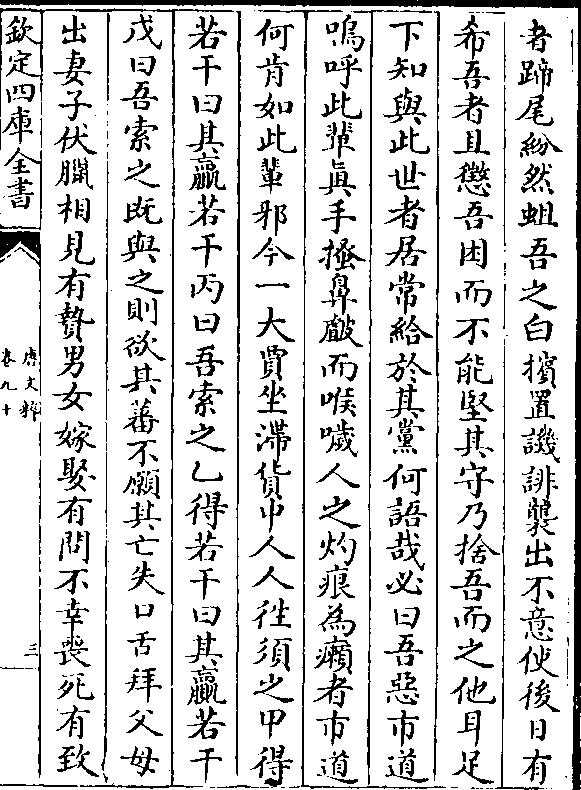 者蹄尾紛然蛆吾之白擯置譏誹襲出不意使後日有
希吾者且懲吾困而不能堅其守乃捨吾而之他耳足
下知與此世者居常給於其黨何語哉必曰吾惡市道
嗚呼此輩眞手搔鼻皻而喉噦人之灼痕為癩者市道
何肯如此輩邪今一大賈坐滯貨中人人往須之甲得
若干曰其贏若干丙曰吾索之乙得若干曰其贏若干
戊曰吾索之既與之則欲其蕃不願其亡失口舌拜父母
出妻子伏臘相見有贄男女嫁娶有問不幸喪死有致
欽定四庫全書
唐文粹
卷九十
三